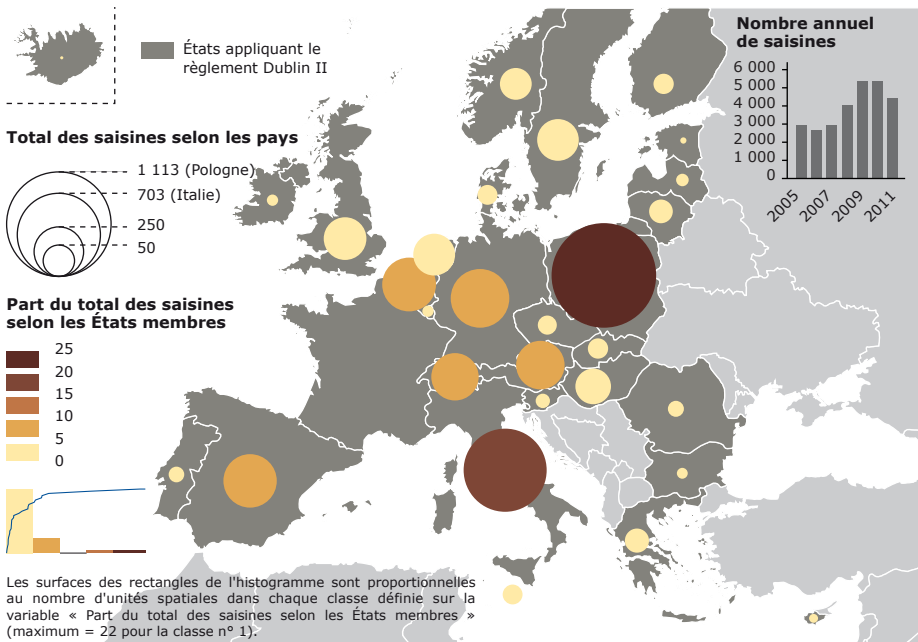 États appliquant le
règlement Dublin II
Total des saisines selon les pays
1 113 (Pologne)
703 (Italie)
250
50
Part du total des saisines
selon les États membres
25
20
15
10
5
0
Les surfaces des rectangles de l'histogramme sont proportionnelles
au nombre d'unités spatiales dans chaque classe définie sur la
variable « Part du total des saisines selon les États membres »
(maximum = 22 pour la classe n° 1).
Nombre annuel
de saisines
6 000
5 000
4 000
3 000
2 000
1 000
0
2005
2007
2009
2011